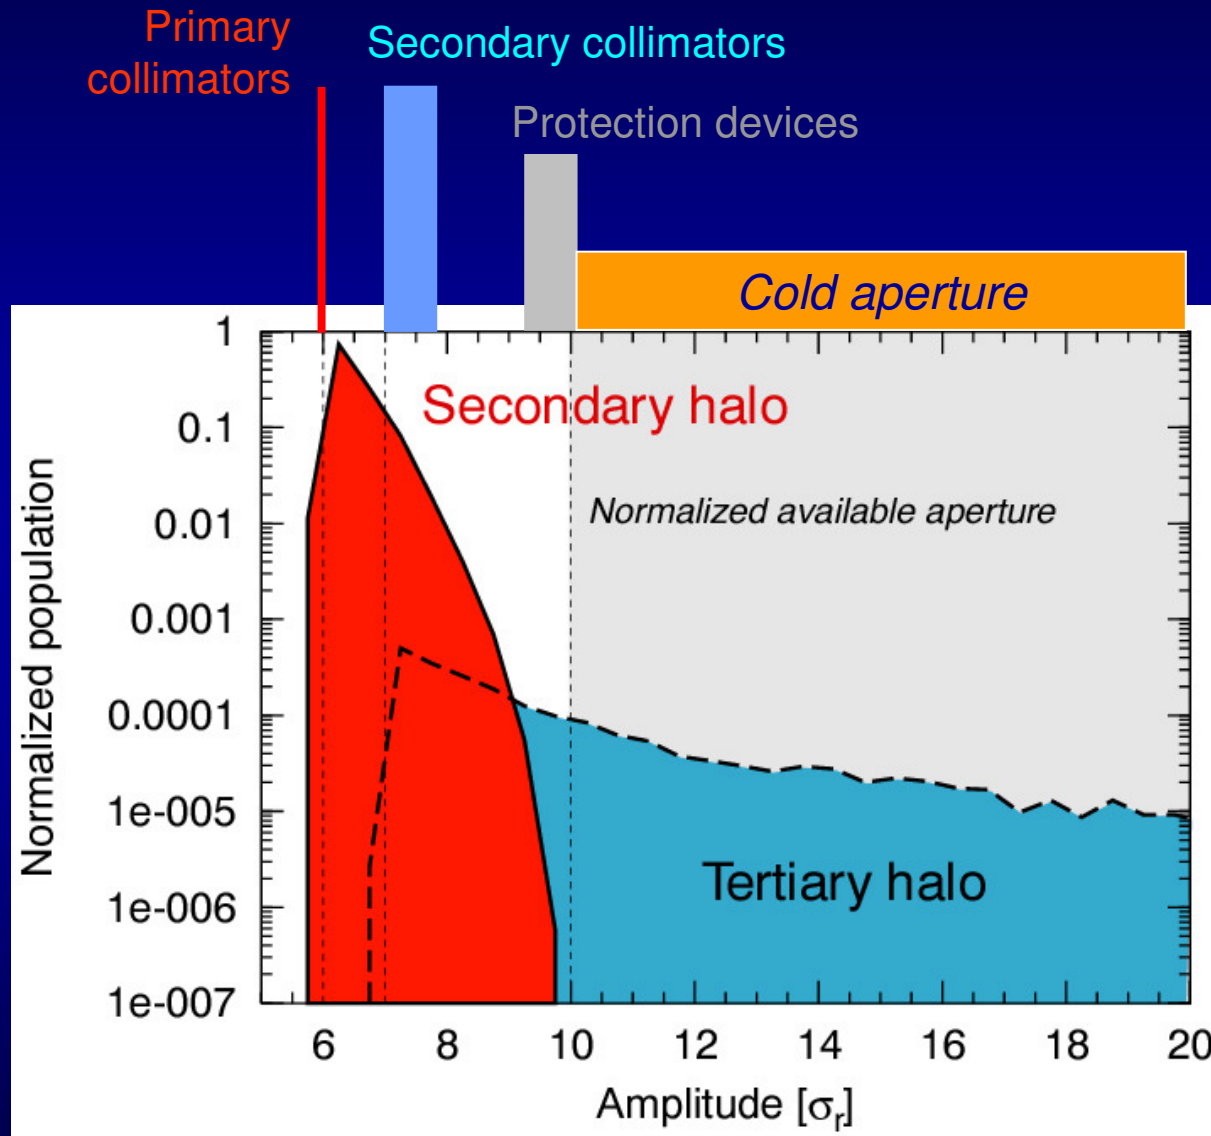 Primary
collimators
Secondary collimators
Protection devices
Cold aperture
1
0.1
0.01
0.001
0.0001
1e-005
1e-006
1e-007
Normalized population
Secondary halo
Normalized available aperture
Tertiary halo
6 8 10 12 14 16 18 20
Amplitude [σr]